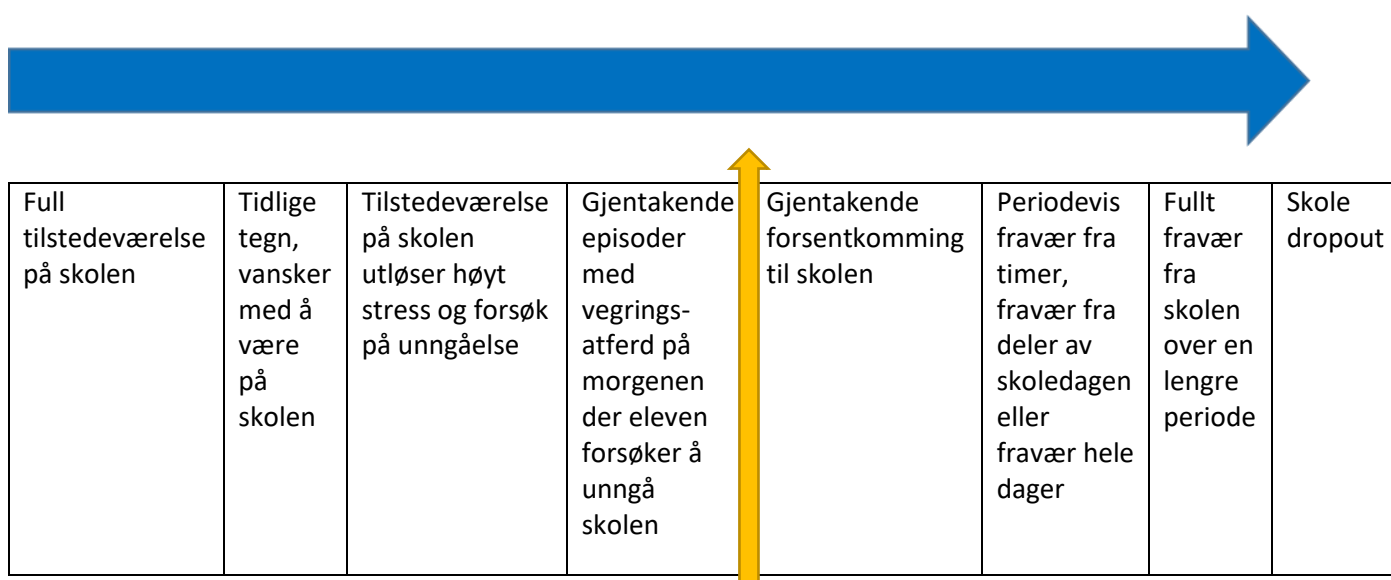 Full
tilstedeværelse
på skolen
Tidlige
tegn,
vansker
med å
være
på
skolen
Tilstedeværelse
på skolen
utløser høyt
stress og forsøk
på unngåelse
Gjentakende
episoder
med
vegrings-
atferd på
morgenen
der eleven
forsøker å
unngå
skolen
Gjentakende
forsentkomming
til skolen
Periodevis
fravær fra
timer,
fravær fra
deler av
skoledagen
eller
fravær hele
dager
Fullt
fravær
fra
skolen
over en
lengre
periode
Skole
dropout